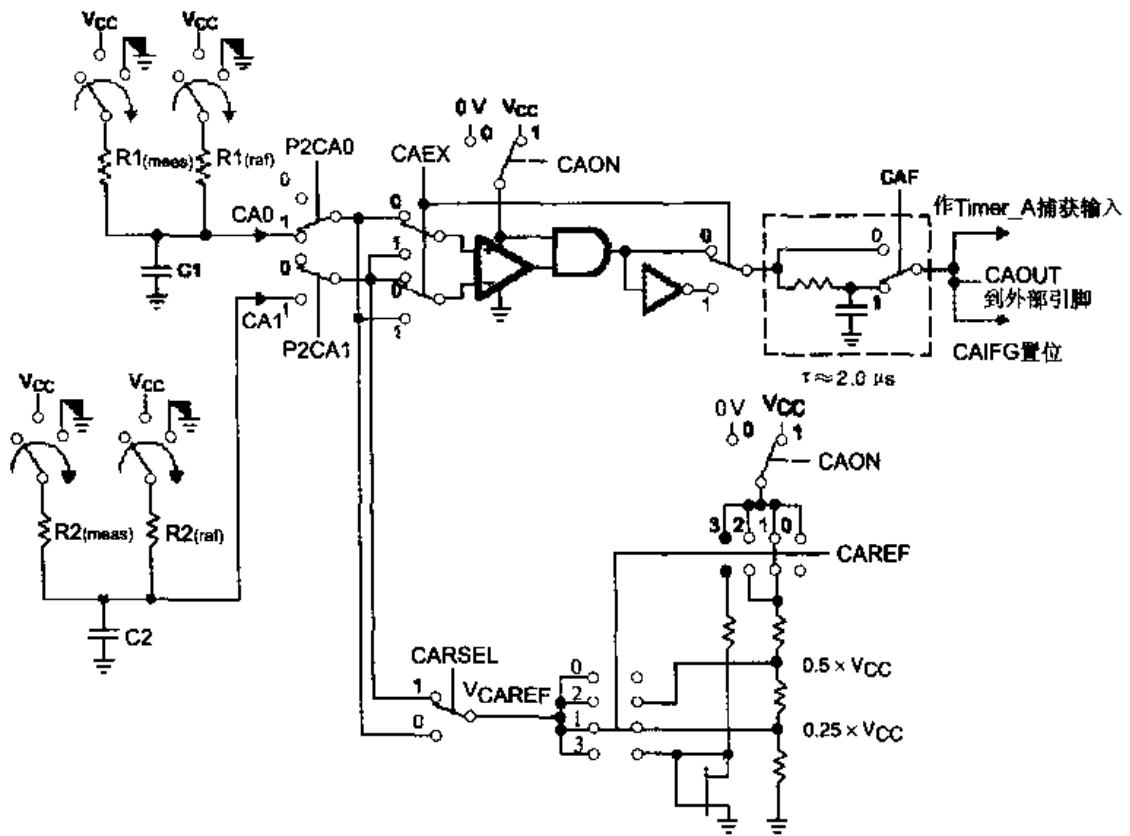 VCC
VCC
R1(meas)
R1(raf)
CA0
C1
CA1
P2CA0
P2CA1
0
1
0
1
CAEX
0
1
0
1
0 V
VCC
0
1
CAON
0
1
CAF
0
1
τ≈2.0 μs
作Timer_A捕获输入
CAOUT
到外部引脚
CAIFG置位
VCC
VCC
R2(meas)
R2(raf)
C2
0 V
VCC
0
1
CAON
3 2 1 0
CAREF
CARSEL
1
0
VCAREF
0
2
1
3
0.5 × VCC
0.25 × VCC